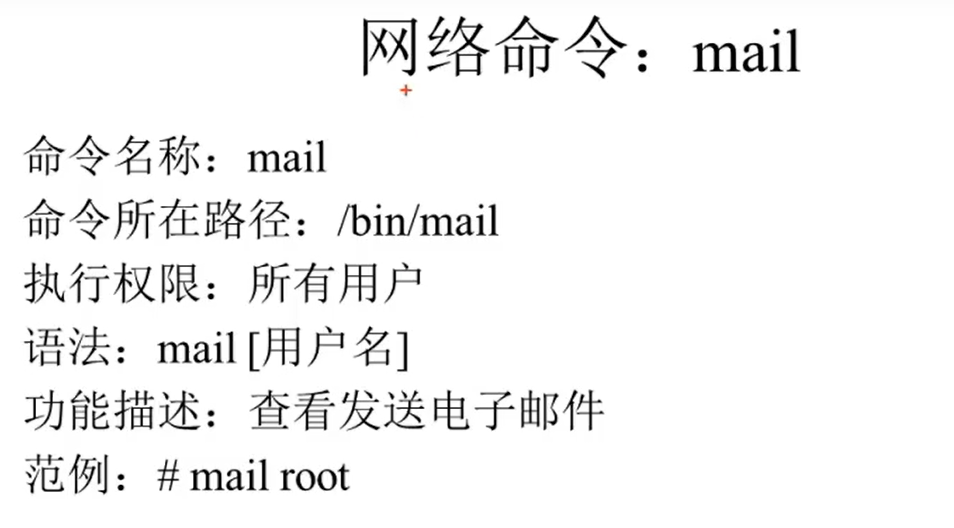 网络命令：mail
命令名称：mail
命令所在路径：/bin/mail
执行权限：所有用户
语法：mail [用户名]
功能描述：查看发送电子邮件
范例：# mail root